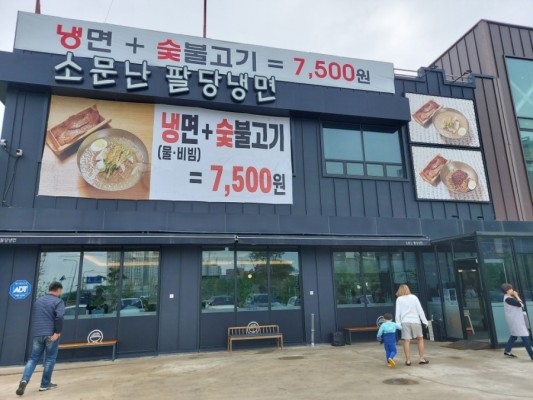 냉면 + 숯불고기 = 7,500원
소문난 팔당냉면
냉면+숯불고기
(물·비빔)
= 7,500원
ADT